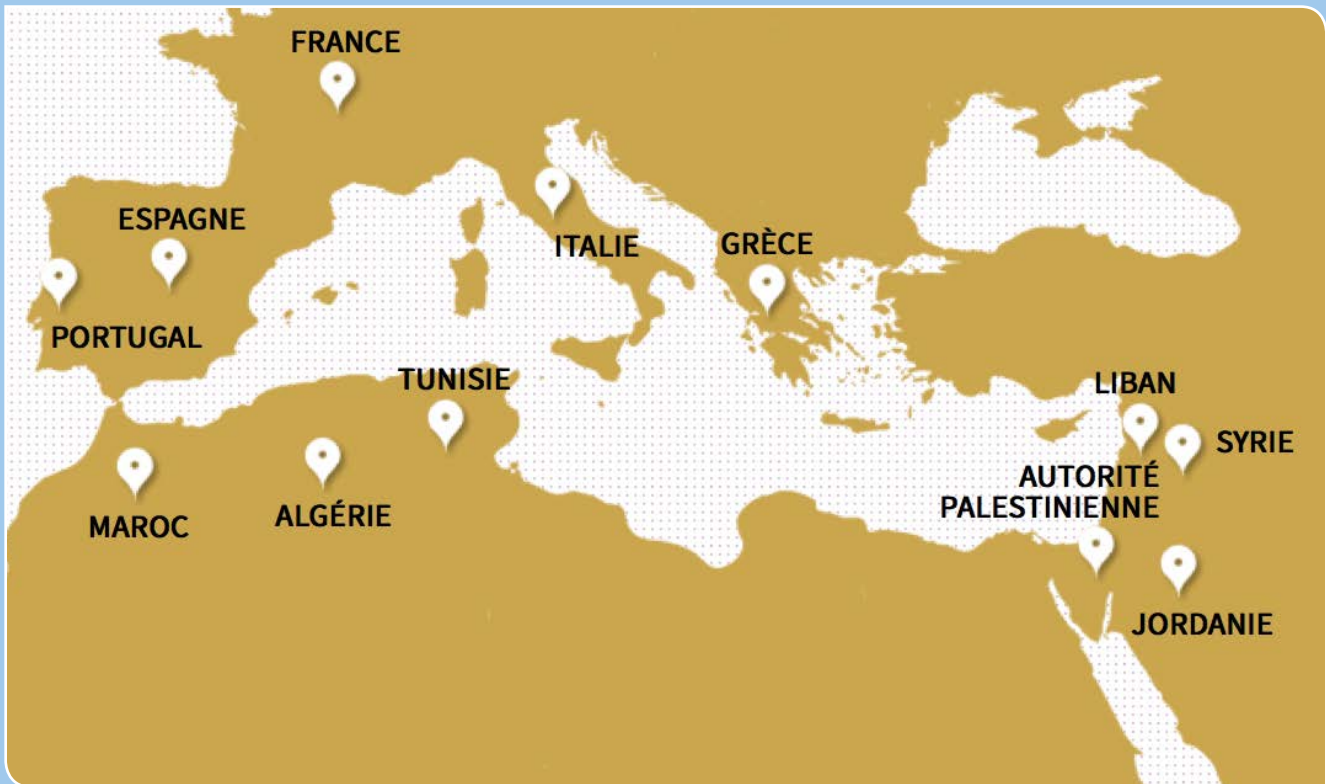 FRANCE
ESPAGNE
ITALIE
GRÈCE
PORTUGAL
TUNISIE
LIBAN
SYRIE
AUTORITÉ
PALESTINIENNE
ALGÉRIE
MAROC
JORDANIE